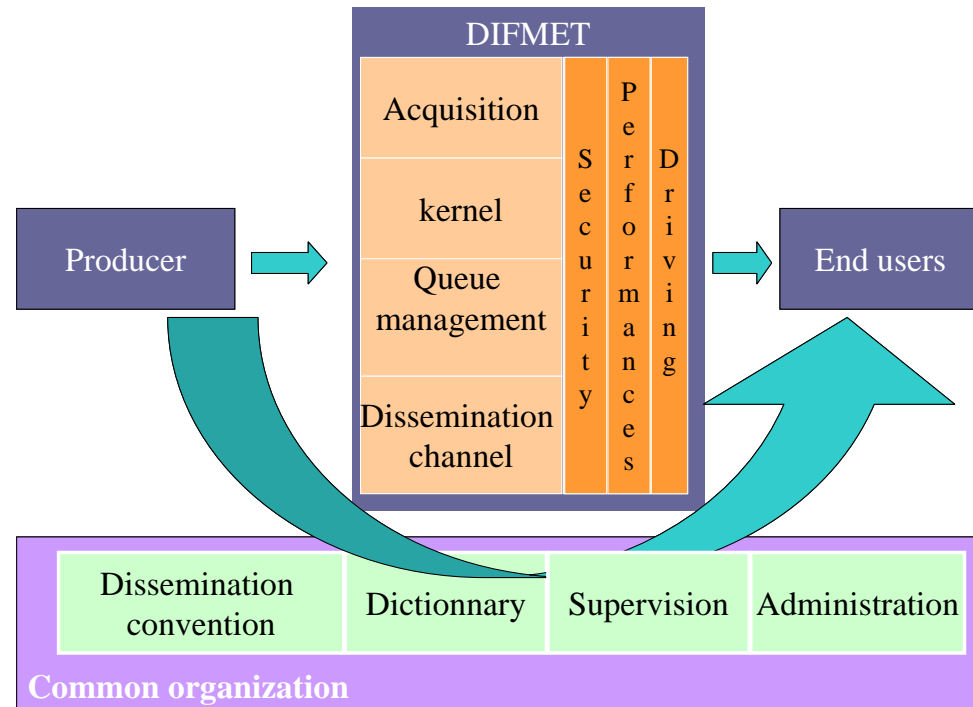 DIFMET
Acquisition
kernel
Queue
management
Dissemination
channel
Security
Performances
Driving
Producer
End users
Dissemination
convention
Dictionnary
Supervision
Administration
Common organization